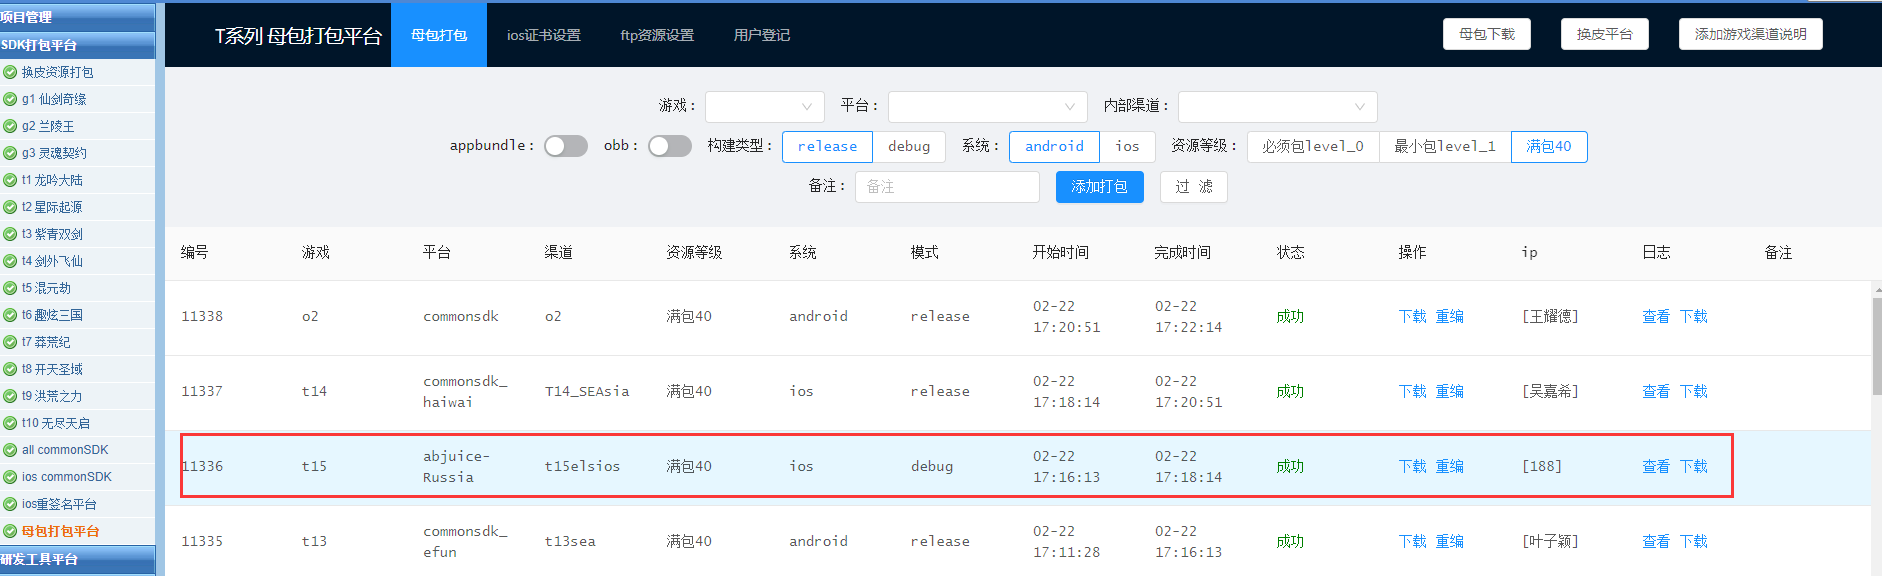 项目管理
SDK打包平台
换皮资源打包
g1 仙剑奇缘
g2 兰陵王
g3 灵魂契约
t1 龙吟大陆
t2 星际起源
t3 紫青双剑
t4 剑外飞仙
t5 混元劫
t6 趣炫三国
t7 莽荒纪
t8 开天圣域
t9 洪荒之力
t10 无尽天启
all commonSDK
ios commonSDK
ios重签名平台
母包打包平台
研发工具平台
T系列 母包打包平台 母包打包 ios证书设置 ftp资源设置 用户登记 母包下载 换皮平台 添加游戏渠道说明
游戏： 平台： 内部渠道：
appbundle： obb： 构建类型： release debug 系统： android ios 资源等级： 必须包level_0 最小包level_1 满包40
备注： 备注 添加打包 过 滤
编号 游戏 平台 渠道 资源等级 系统 模式 开始时间 完成时间 状态 操作 ip 日志 备注
11338 o2 commonsdk o2 满包40 android release 02-22 17:20:51 02-22 17:22:14 成功 下载 重编 [王耀德] 查看 下载
11337 t14 commonsdk_haiwai T14_SEAsia 满包40 ios release 02-22 17:18:14 02-22 17:20:51 成功 下载 重编 [吴嘉希] 查看 下载
11336 t15 abjuice-Russia t15elsios 满包40 ios debug 02-22 17:16:13 02-22 17:18:14 成功 下载 重编 [188] 查看 下载
11335 t13 commonsdk_efun t13sea 满包40 android release 02-22 17:11:28 02-22 17:16:13 成功 下载 重编 [叶子颖] 查看 下载